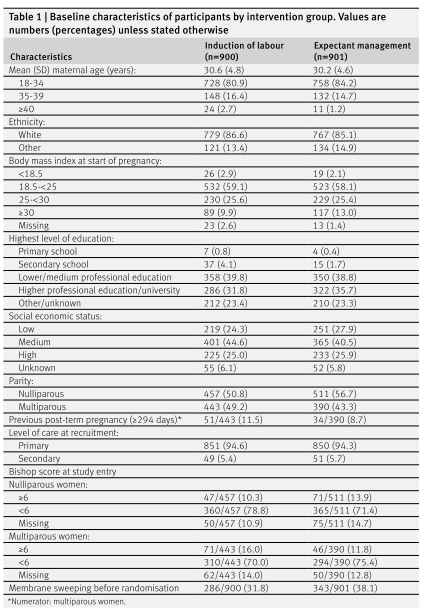 Table 1 | Baseline characteristics of participants by intervention group. Values are
numbers (percentages) unless stated otherwise
Induction of labour Expectant management
Characteristics (n=900) (n=901)
Mean (SD) maternal age (years): 30.6 (4.8) 30.2 (4.6)
18-34 728 (80.9) 758 (84.2)
35-39 148 (16.4) 132 (14.7)
≥40 24 (2.7) 11 (1.2)
Ethnicity:
White 779 (86.6) 767 (85.1)
Other 121 (13.4) 134 (14.9)
Body mass index at start of pregnancy:
<18.5 26 (2.9) 19 (2.1)
18.5-<25 532 (59.1) 523 (58.1)
25-<30 230 (25.6) 229 (25.4)
≥30 89 (9.9) 117 (13.0)
Missing 23 (2.6) 13 (1.4)
Highest level of education:
Primary school 7 (0.8) 4 (0.4)
Secondary school 37 (4.1) 15 (1.7)
Lower/medium professional education 358 (39.8) 350 (38.8)
Higher professional education/university 286 (31.8) 322 (35.7)
Other/unknown 212 (23.4) 210 (23.3)
Social economic status:
Low 219 (24.3) 251 (27.9)
Medium 401 (44.6) 365 (40.5)
High 225 (25.0) 233 (25.9)
Unknown 55 (6.1) 52 (5.8)
Parity:
Nulliparous 457 (50.8) 511 (56.7)
Multiparous 443 (49.2) 390 (43.3)
Previous post-term pregnancy (≥294 days)* 51/443 (11.5) 34/390 (8.7)
Level of care at recruitment:
Primary 851 (94.6) 850 (94.3)
Secondary 49 (5.4) 51 (5.7)
Bishop score at study entry
Nulliparous women:
≥6 47/457 (10.3) 71/511 (13.9)
<6 360/457 (78.8) 365/511 (71.4)
Missing 50/457 (10.9) 75/511 (14.7)
Multiparous women:
≥6 71/443 (16.0) 46/390 (11.8)
<6 310/443 (70.0) 294/390 (75.4)
Missing 62/443 (14.0) 50/390 (12.8)
Membrane sweeping before randomisation 286/900 (31.8) 343/901 (38.1)
*Numerator: multiparous women.